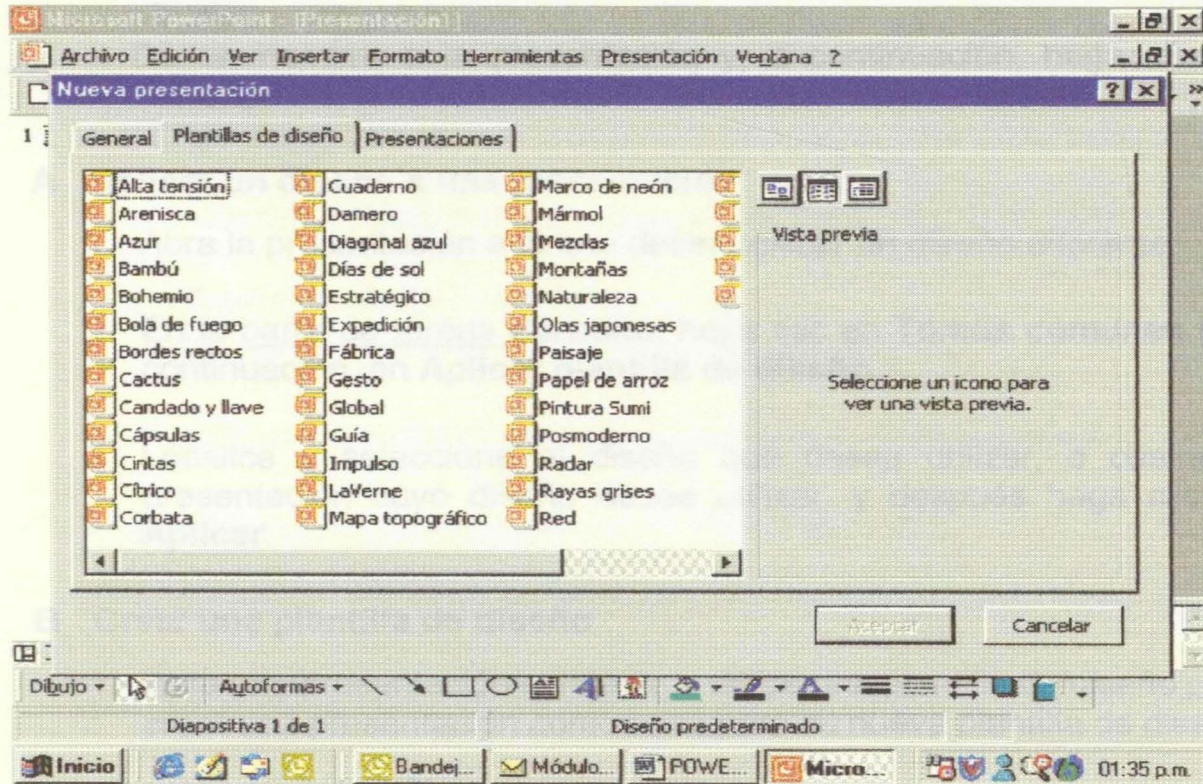 Microsoft PowerPoint - [Presentación1]
Archivo Edición Ver Insertar Formato Herramientas Presentación Ventana ?
Nueva presentación
General Plantillas de diseño Presentaciones
1
Alta tensión Cuaderno Marco de neón
Arenisca Damero Mármol
Azur Diagonal azul Mezclas Vista previa
Bambú Días de sol Montañas
Bohemio Estratégico Naturaleza
Bola de fuego Expedición Olas japonesas
Bordes rectos Fábrica Paisaje
Cactus Gesto Papel de arroz Seleccione un icono para
Candado y llave Global Pintura Sumi ver una vista previa.
Cápsulas Guía Posmoderno
Cintas Impulso Radar
Cítrico LaVerne Rayas grises
Corbata Mapa topográfico Red
Aceptar Cancelar
Dibujo Autoformas
Diapositiva 1 de 1 Diseño predeterminado
Inicio Bandej... Módulo... POWE... Micro... 01:35 p.m.